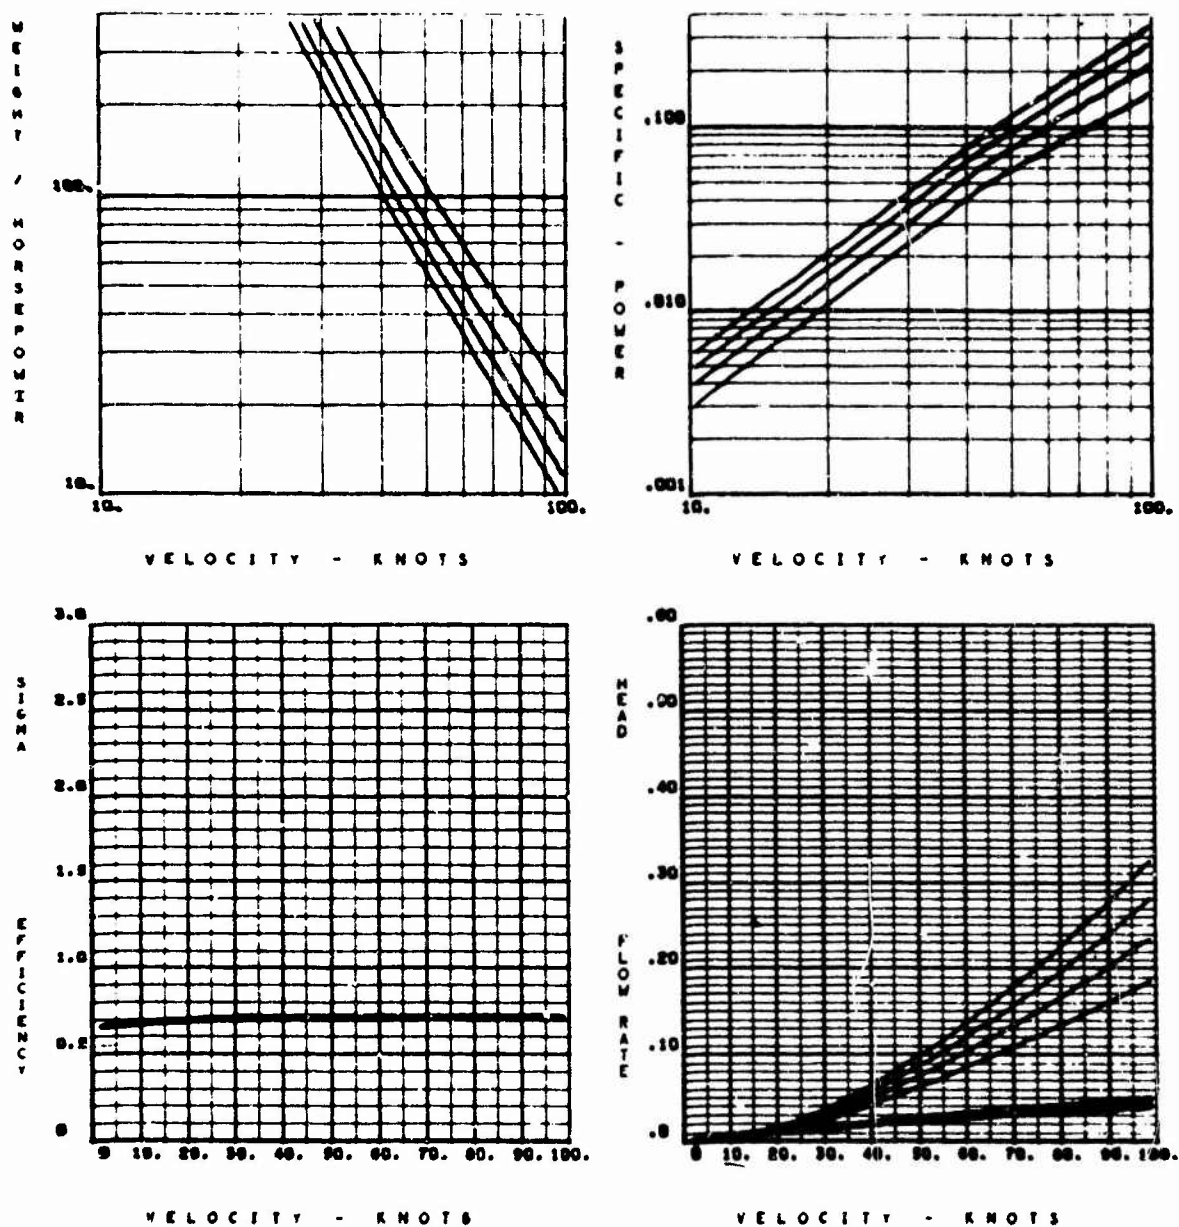 WEIGHT / HORSEPOWER
100.
10.
10.
100.
VELOCITY - KNOTS
SPECIFIC - POWER
.100
.010
.001
10.
100.
VELOCITY - KNOTS
SIGMA
EFFICIENCY
3.0
2.5
2.0
1.5
1.0
0.5
0
0 10. 20. 30. 40. 50. 60. 70. 80. 90. 100.
VELOCITY - KNOTS
HEAD
FLOW RATE
.60
.50
.40
.30
.20
.10
.0
0 10. 20. 30. 40. 50. 60. 70. 80. 90. 100.
VELOCITY - KNOTS